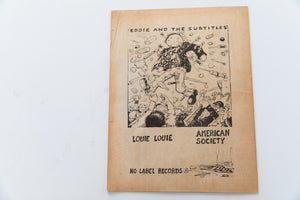 "EDDIE AND THE SUBTITLES"
LOUIE LOUIE
AMERICAN
SOCIETY
NO LABEL RECORDS